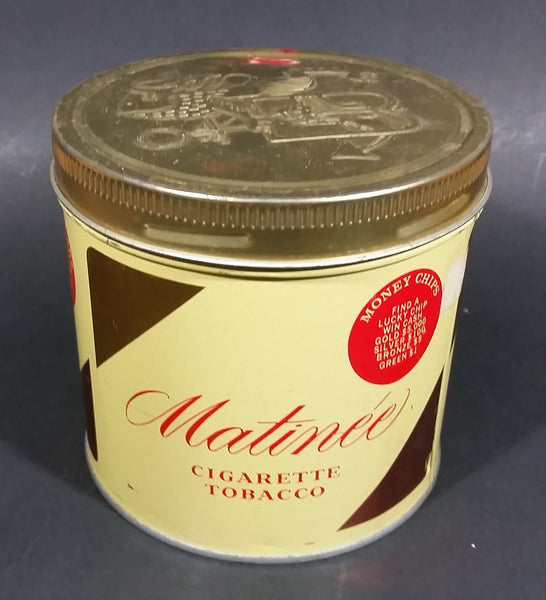 MONEY CHIPS
FIND A
LUCKY CHIP
WIN CASH
GOLD $5,000
SILVER $100
BRONZE $5
GREEN $1
Matinée
CIGARETTE
TOBACCO